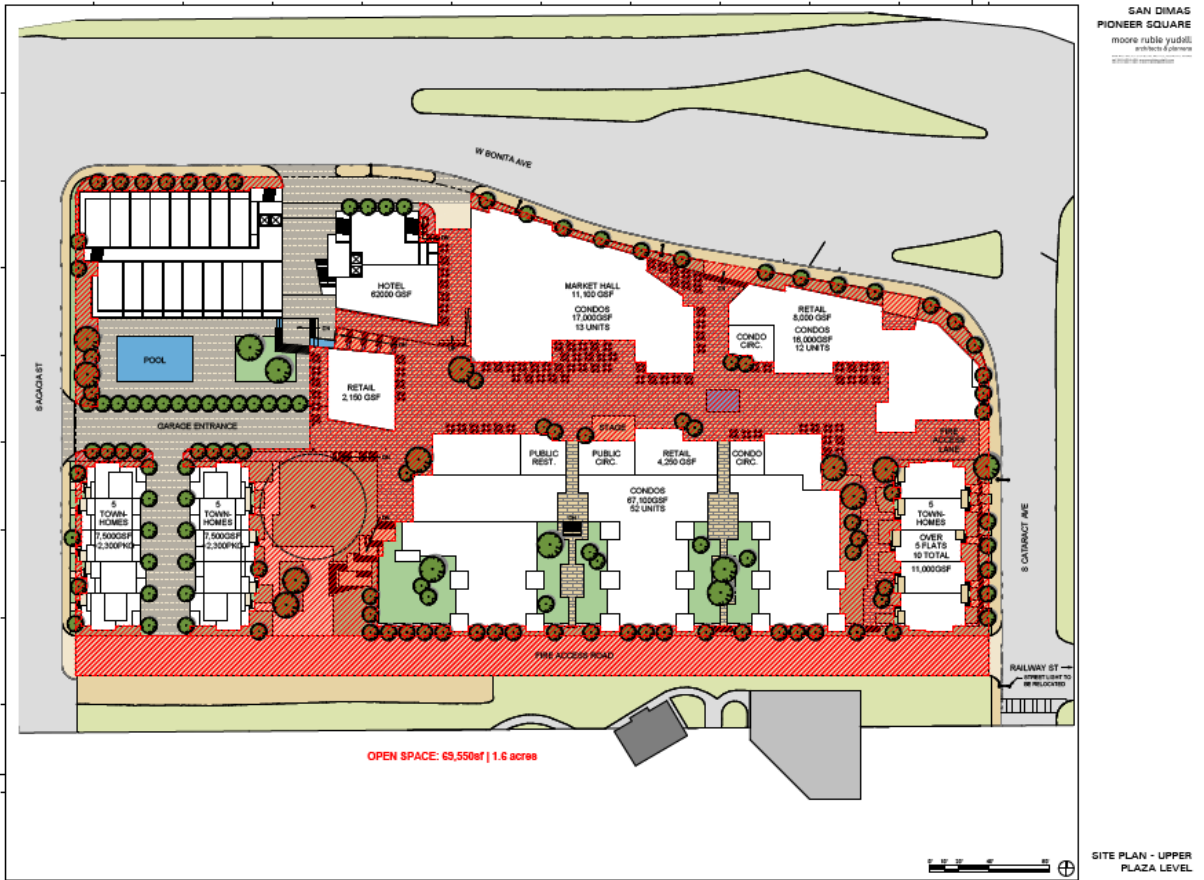 SAN DIMAS
PIONEER SQUARE
moore ruble yudell
architects & planners
W BONITA AVE
HOTEL
62000 GSF
MARKET HALL
11,100 GSF
CONDOS
17,000GSF
13 UNITS
RETAIL
8,000 GSF
CONDOS
16,000GSF
12 UNITS
CONDO
CIRC.
DN
POOL
RETAIL
2,150 GSF
S ACACIA ST
GARAGE ENTRANCE
STAGE
FIRE
ACCESS
LANE
PUBLIC
REST.
PUBLIC
CIRC.
RETAIL
4,250 GSF
CONDO
CIRC.
CONDOS
67,100GSF
52 UNITS
5
TOWN-
HOMES
7,500GSF
2,300PKG
5
TOWN-
HOMES
7,500GSF
2,300PKG
5
TOWN-
HOMES
OVER
5 FLATS
10 TOTAL
11,000GSF
S CATARACT AVE
FIRE ACCESS ROAD
RAILWAY ST
STREET LIGHT TO
BE RELOCATED
OPEN SPACE: 69,550sf | 1.6 acres
SITE PLAN - UPPER
PLAZA LEVEL